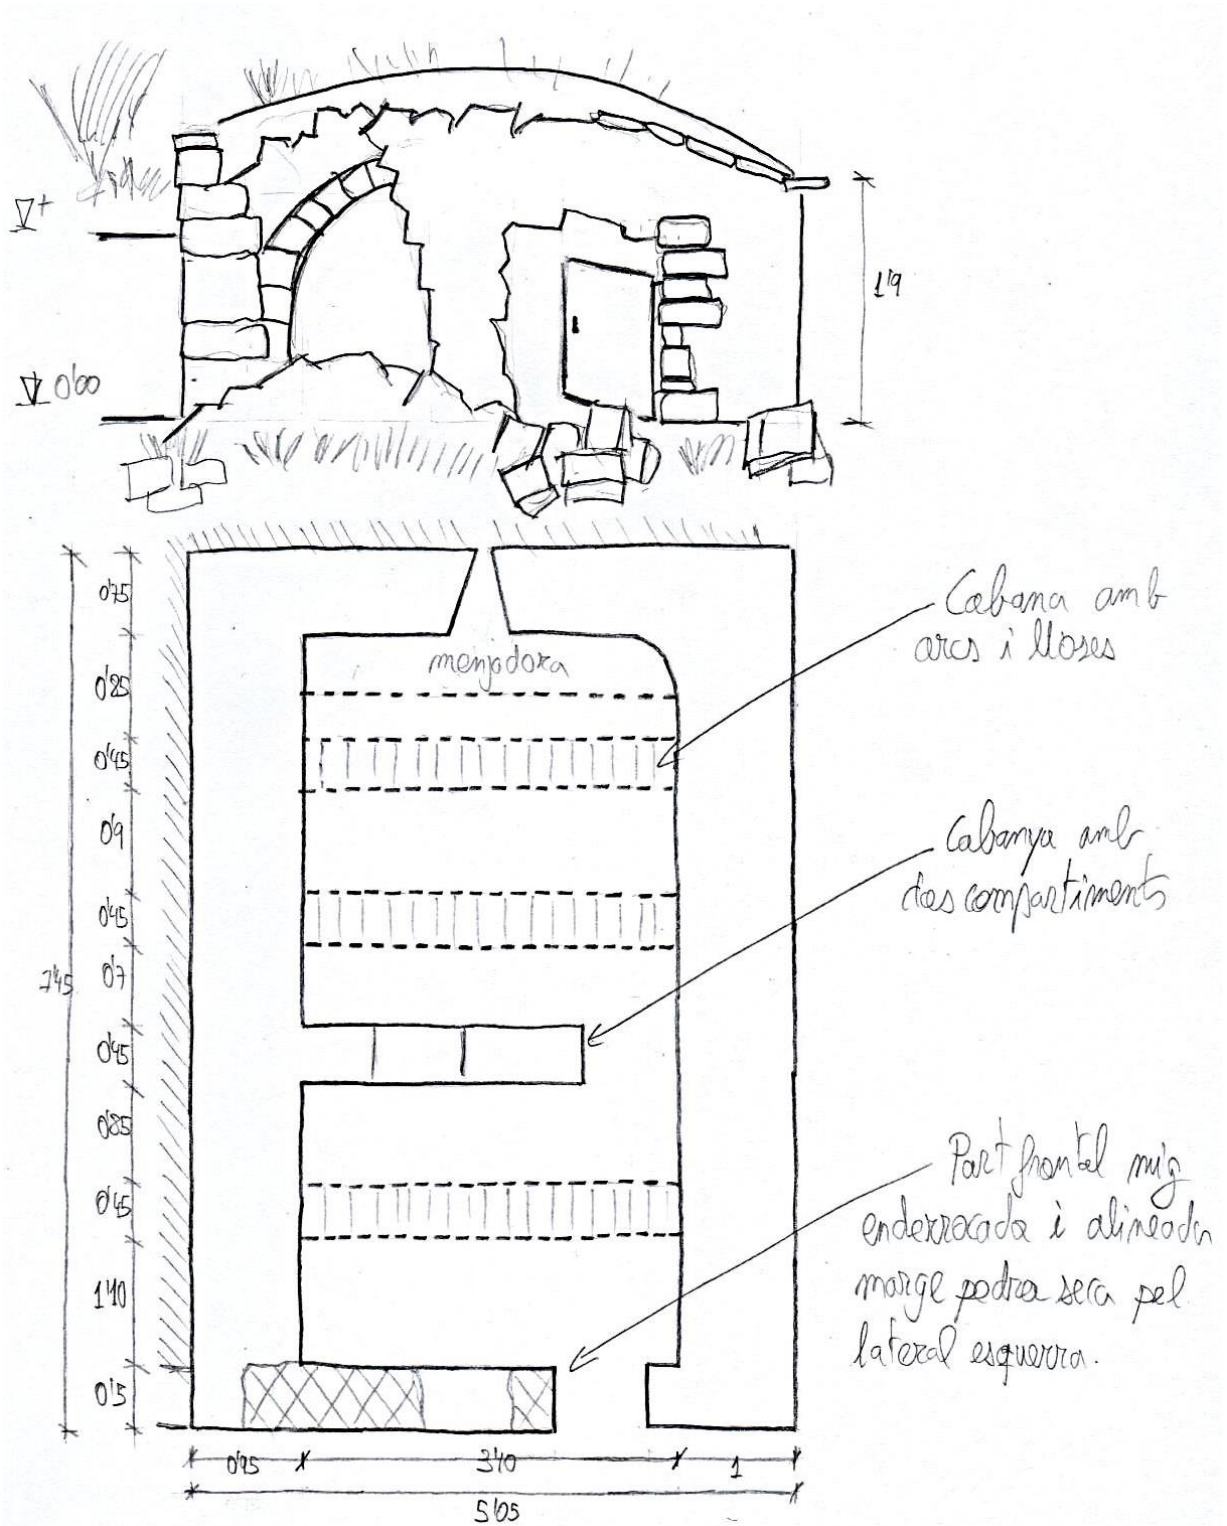 1'9
0'00
0'75
0'85
0'45
0'9
0'45
0'7
0'45
0'85
0'45
1'10
0'5
7'45
menjadora
Cabana amb
arcs i lloses
Cabanya amb
dos compartiments
Part frontal mig
enderrocada i alineada
marge pedra seca pel
lateral esquerra.
0'95
3'10
1
5'05